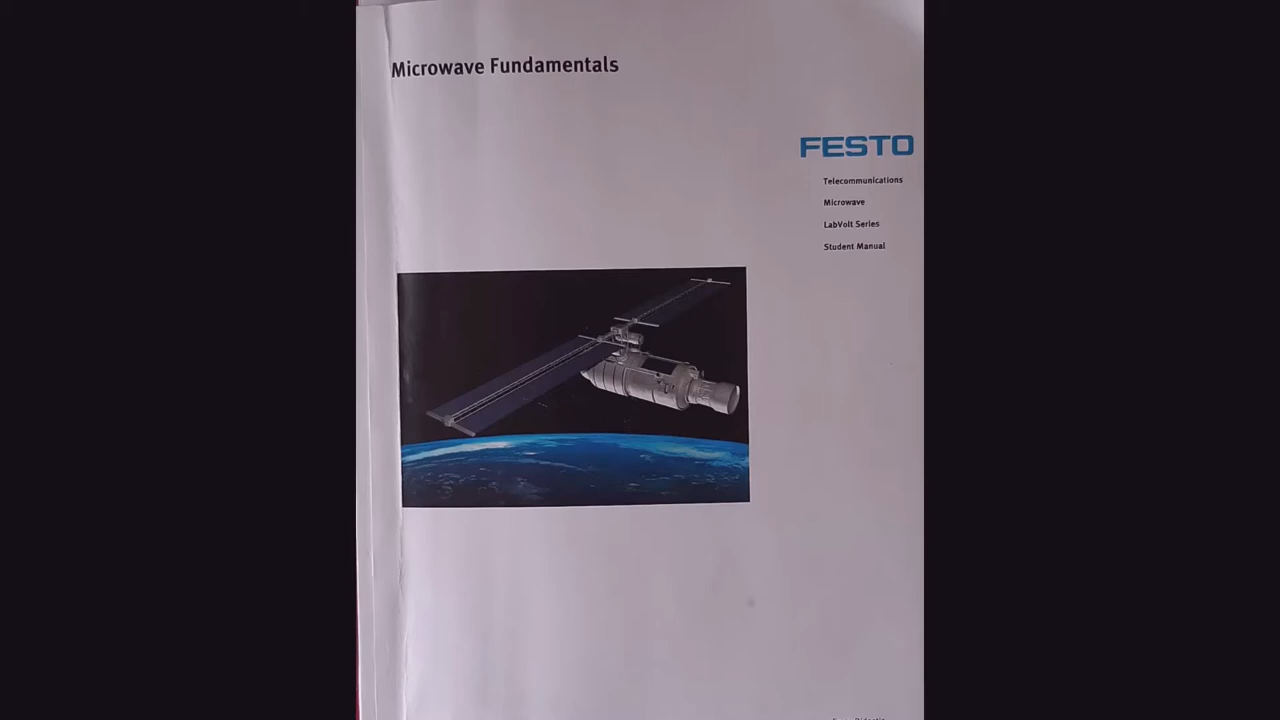 Microwave Fundamentals
FESTO
Telecommunications
Microwave
LabVolt Series
Student Manual